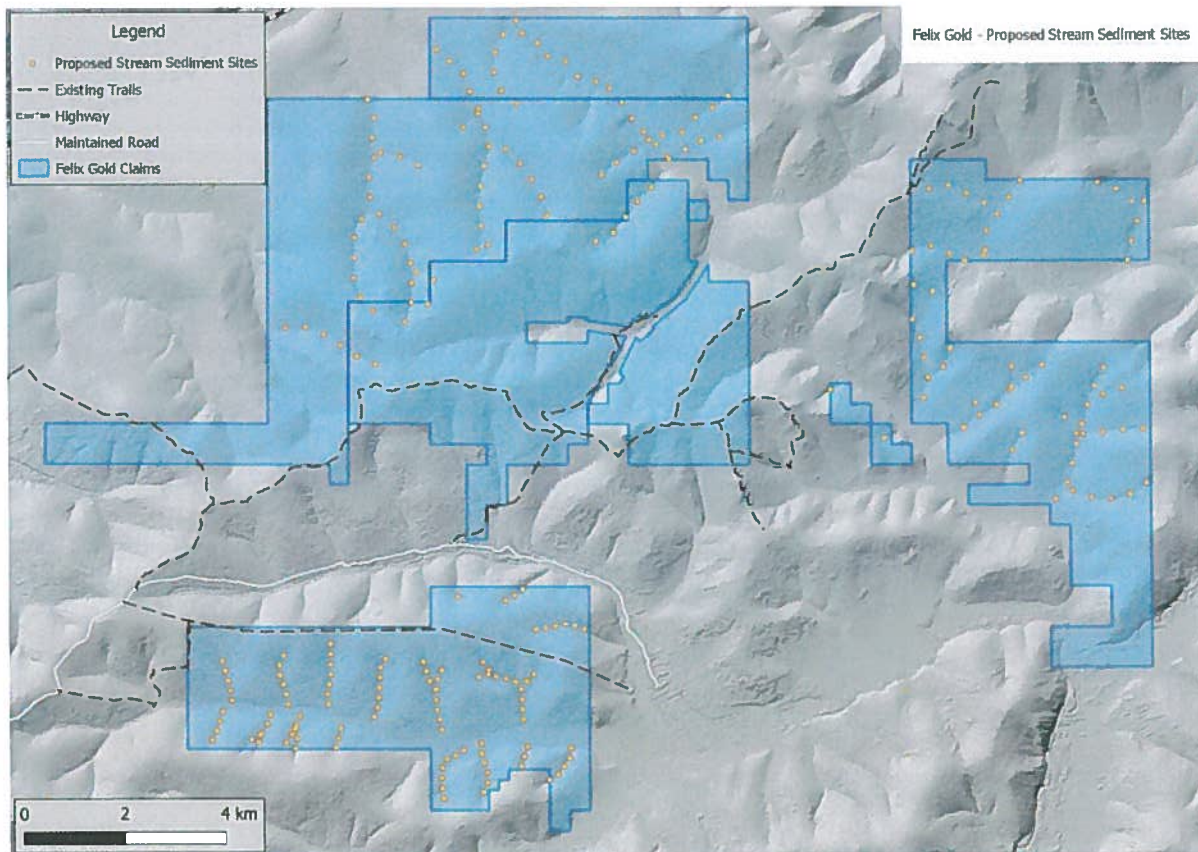 Legend
Proposed Stream Sediment Sites
Existing Trails
Highway
Maintained Road
Felix Gold Claims
Felix Gold - Proposed Stream Sediment Sites
0 2 4 km